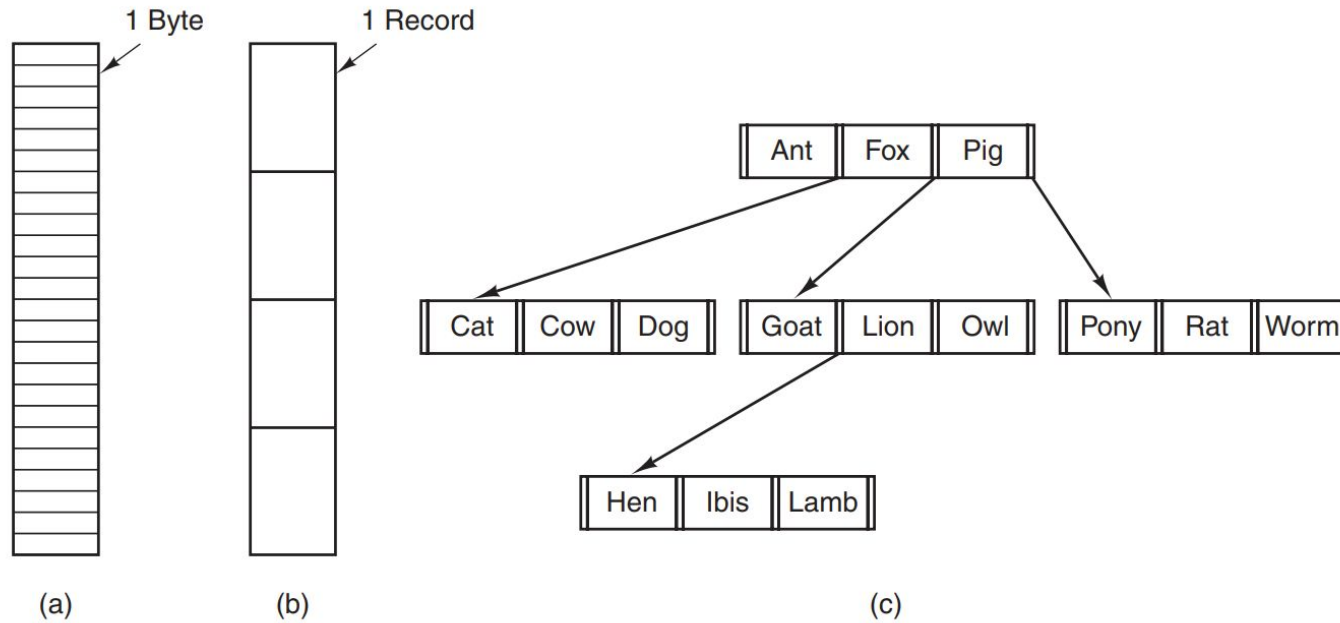 1 Byte
1 Record
Ant Fox Pig
Cat Cow Dog
Goat Lion Owl
Pony Rat Worm
Hen Ibis Lamb
(a)
(b)
(c)